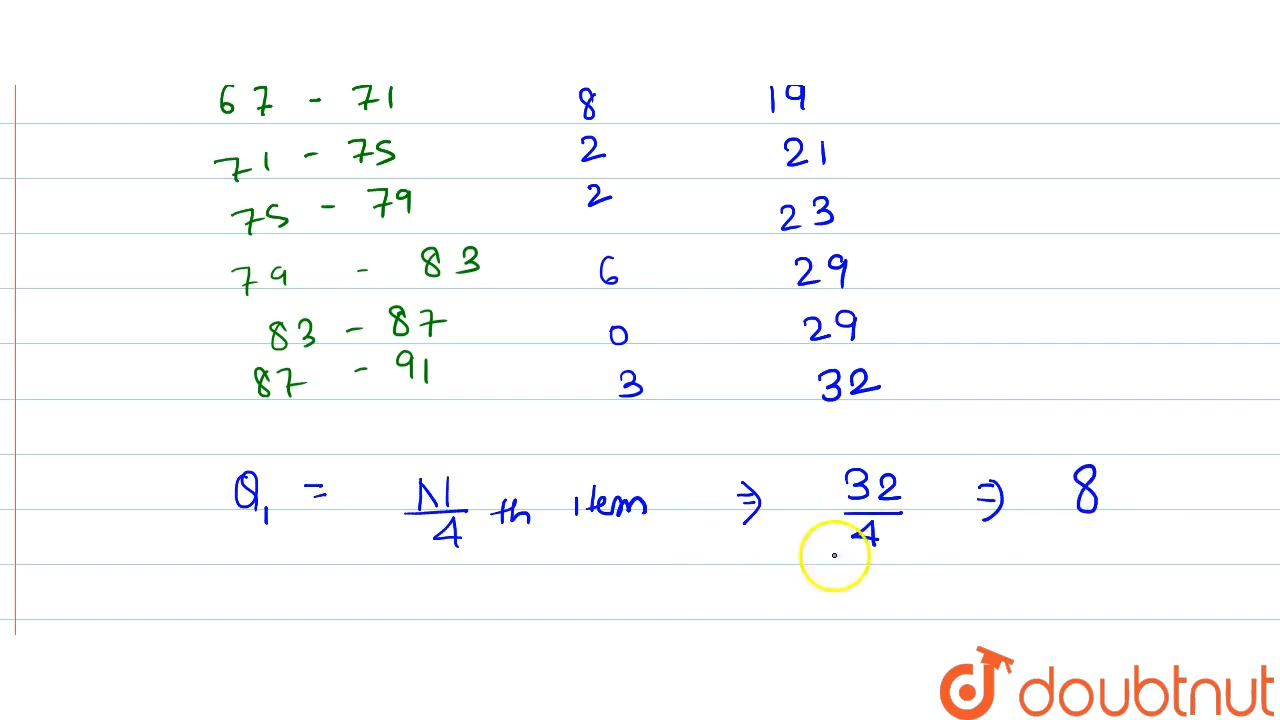 67 - 71 8 19
71 - 75 2 21
75 - 79 2 23
79 - 83 6 29
83 - 87 0 29
87 - 91 3 32
Q₁ = N/4 th item ⇒ 32/4 ⇒ 8
doubtnut